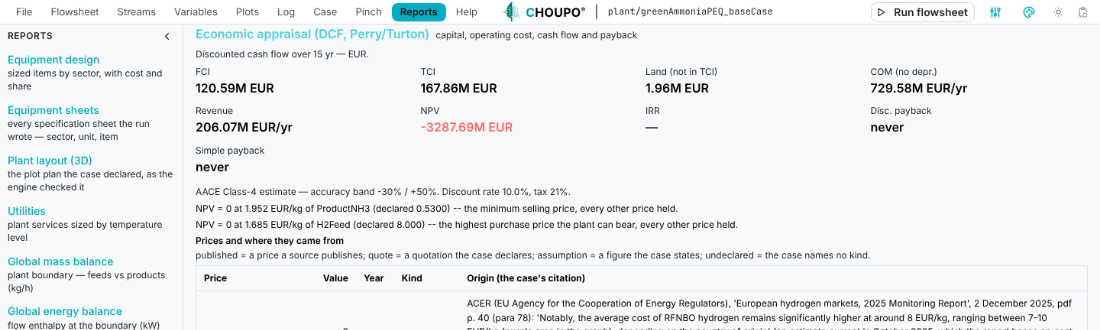 File Flowsheet Streams Variables Plots Log Case Pinch Reports Help CHOUPO® plant/greenAmmoniaPEQ_baseCase Run flowsheet
REPORTS
Equipment design
sized items by sector, with cost and share
Equipment sheets
every specification sheet the run wrote — sector, unit, item
Plant layout (3D)
the plot plan the case declared, as the engine checked it
Utilities
plant services sized by temperature level
Global mass balance
plant boundary — feeds vs products (kg/h)
Global energy balance
flow enthalpy at the boundary (kW)
Economic appraisal (DCF, Perry/Turton) capital, operating cost, cash flow and payback
Discounted cash flow over 15 yr — EUR.
FCI TCI Land (not in TCI) COM (no depr.)
120.59M EUR 167.86M EUR 1.96M EUR 729.58M EUR/yr
Revenue NPV IRR Disc. payback
206.07M EUR/yr -3287.69M EUR — never
Simple payback
never
AACE Class-4 estimate — accuracy band -30% / +50%. Discount rate 10.0%, tax 21%.
NPV = 0 at 1.952 EUR/kg of ProductNH3 (declared 0.5300) -- the minimum selling price, every other price held.
NPV = 0 at 1.685 EUR/kg of H2Feed (declared 8.000) -- the highest purchase price the plant can bear, every other price held.
Prices and where they came from
published = a price a source publishes; quote = a quotation the case declares; assumption = a figure the case states; undeclared = the case names no kind.
Price Value Year Kind Origin (the case's citation)
ACER (EU Agency for the Cooperation of Energy Regulators), 'European hydrogen markets, 2025 Monitoring Report', 2 December 2025, pdf
p. 40 (para 78): 'Notably, the average cost of RFNBO hydrogen remains significantly higher at around 8 EUR/kg, ranging between 7-10